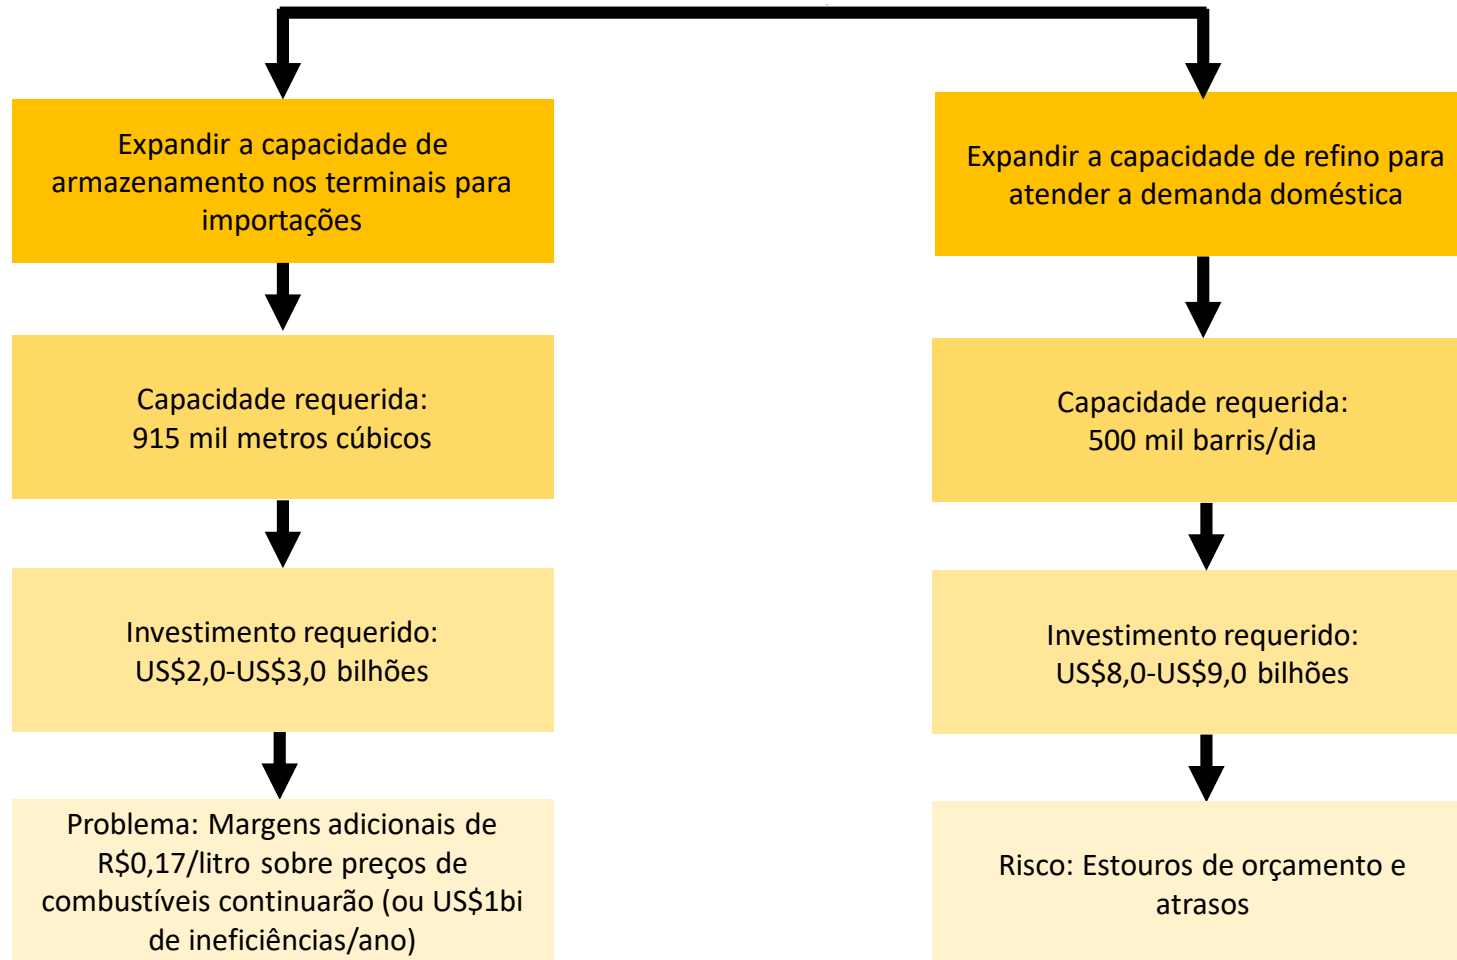 Expandir a capacidade de
armazenamento nos terminais para
importações
Capacidade requerida:
915 mil metros cúbicos
Investimento requerido:
US$2,0-US$3,0 bilhões
Problema: Margens adicionais de
R$0,17/litro sobre preços de
combustíveis continuarão (ou US$1bi
de ineficiências/ano)
Expandir a capacidade de refino para
atender a demanda doméstica
Capacidade requerida:
500 mil barris/dia
Investimento requerido:
US$8,0-US$9,0 bilhões
Risco: Estouros de orçamento e
atrasos